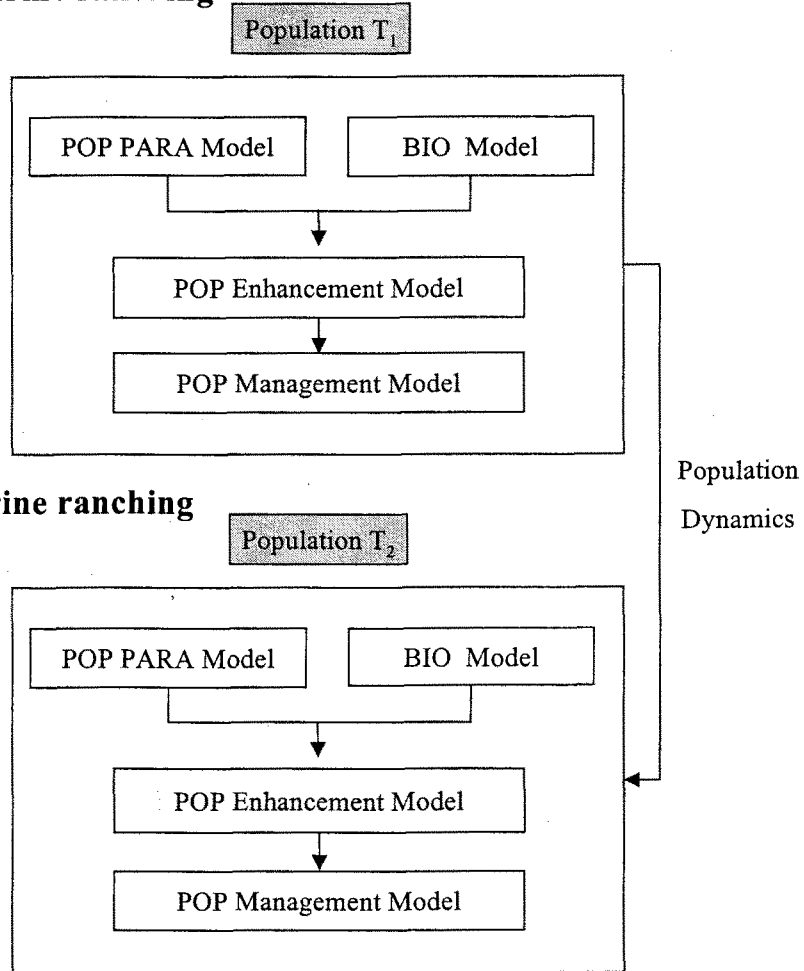 Population T₁
POP PARA Model
BIO Model
POP Enhancement Model
POP Management Model
Population
Dynamics
rine ranching
Population T₂
POP PARA Model
BIO Model
POP Enhancement Model
POP Management Model